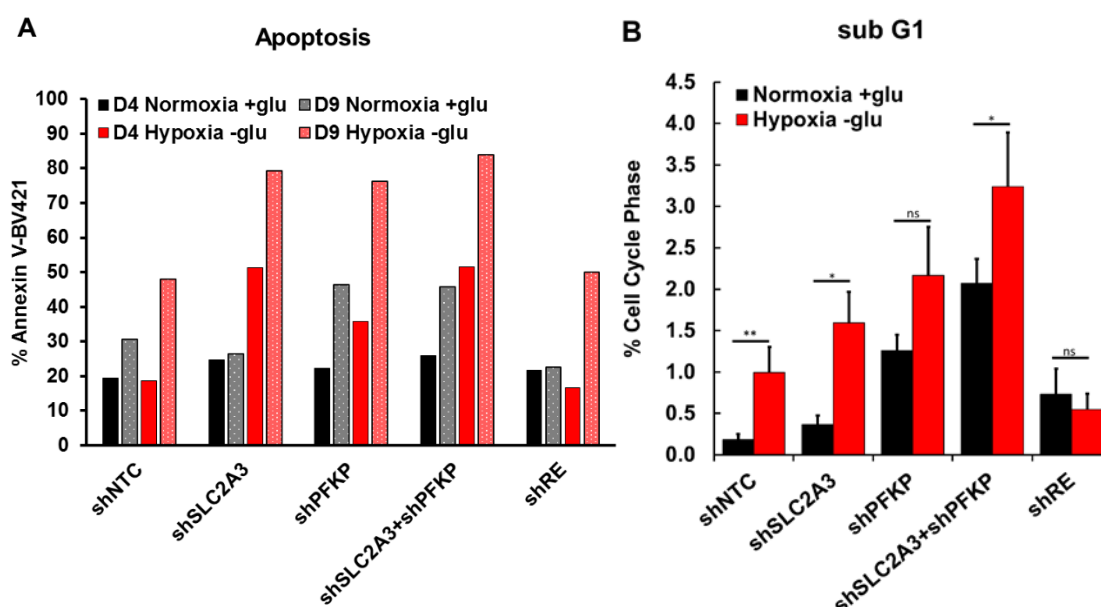 A
Apoptosis
% Annexin V-BV421
100
90
80
70
60
50
40
30
20
10
0
D4 Normoxia +glu
D9 Normoxia +glu
D4 Hypoxia -glu
D9 Hypoxia -glu
shNTC
shSLC2A3
shPFKP
shSLC2A3+shPFKP
shRE
B
sub G1
% Cell Cycle Phase
4.5
4.0
3.5
3.0
2.5
2.0
1.5
1.0
0.5
0.0
Normoxia +glu
Hypoxia -glu
**
*
ns
*
ns
shNTC
shSLC2A3
shPFKP
shSLC2A3+shPFKP
shRE